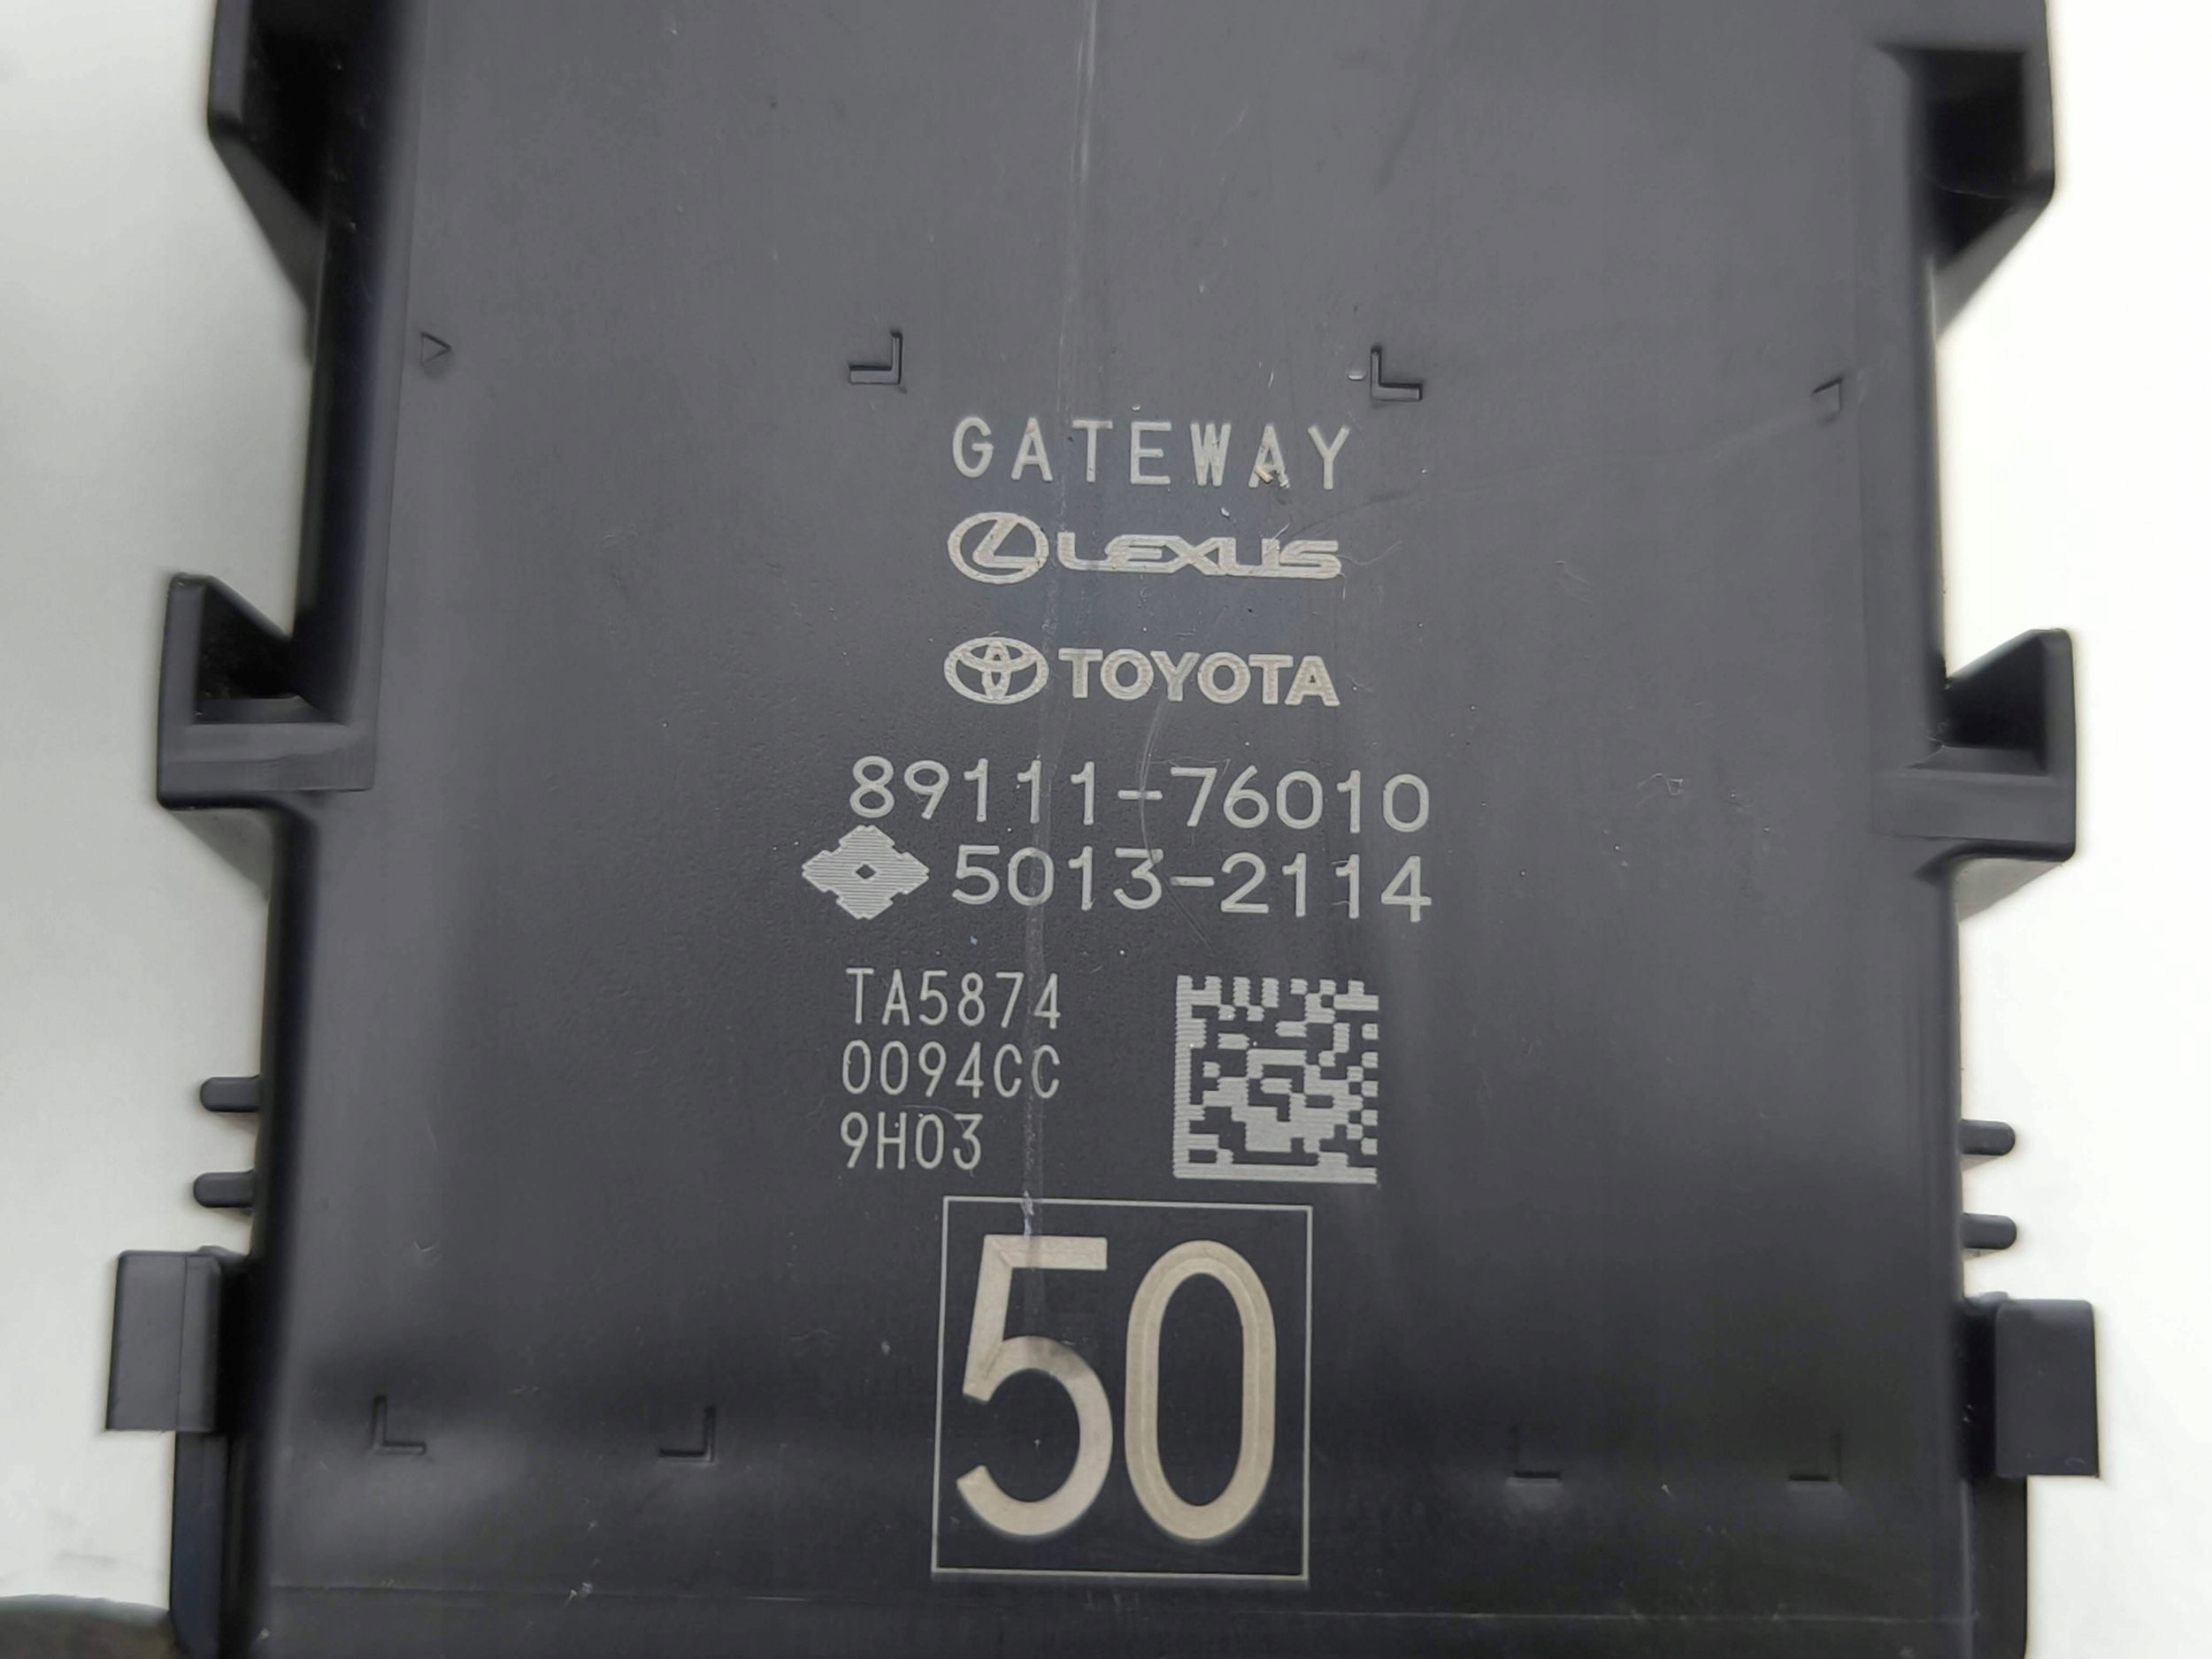 GATEWAY
LEXUS
TOYOTA
89111-76010
5013-2114
TA5874
0094CC
9H03
50